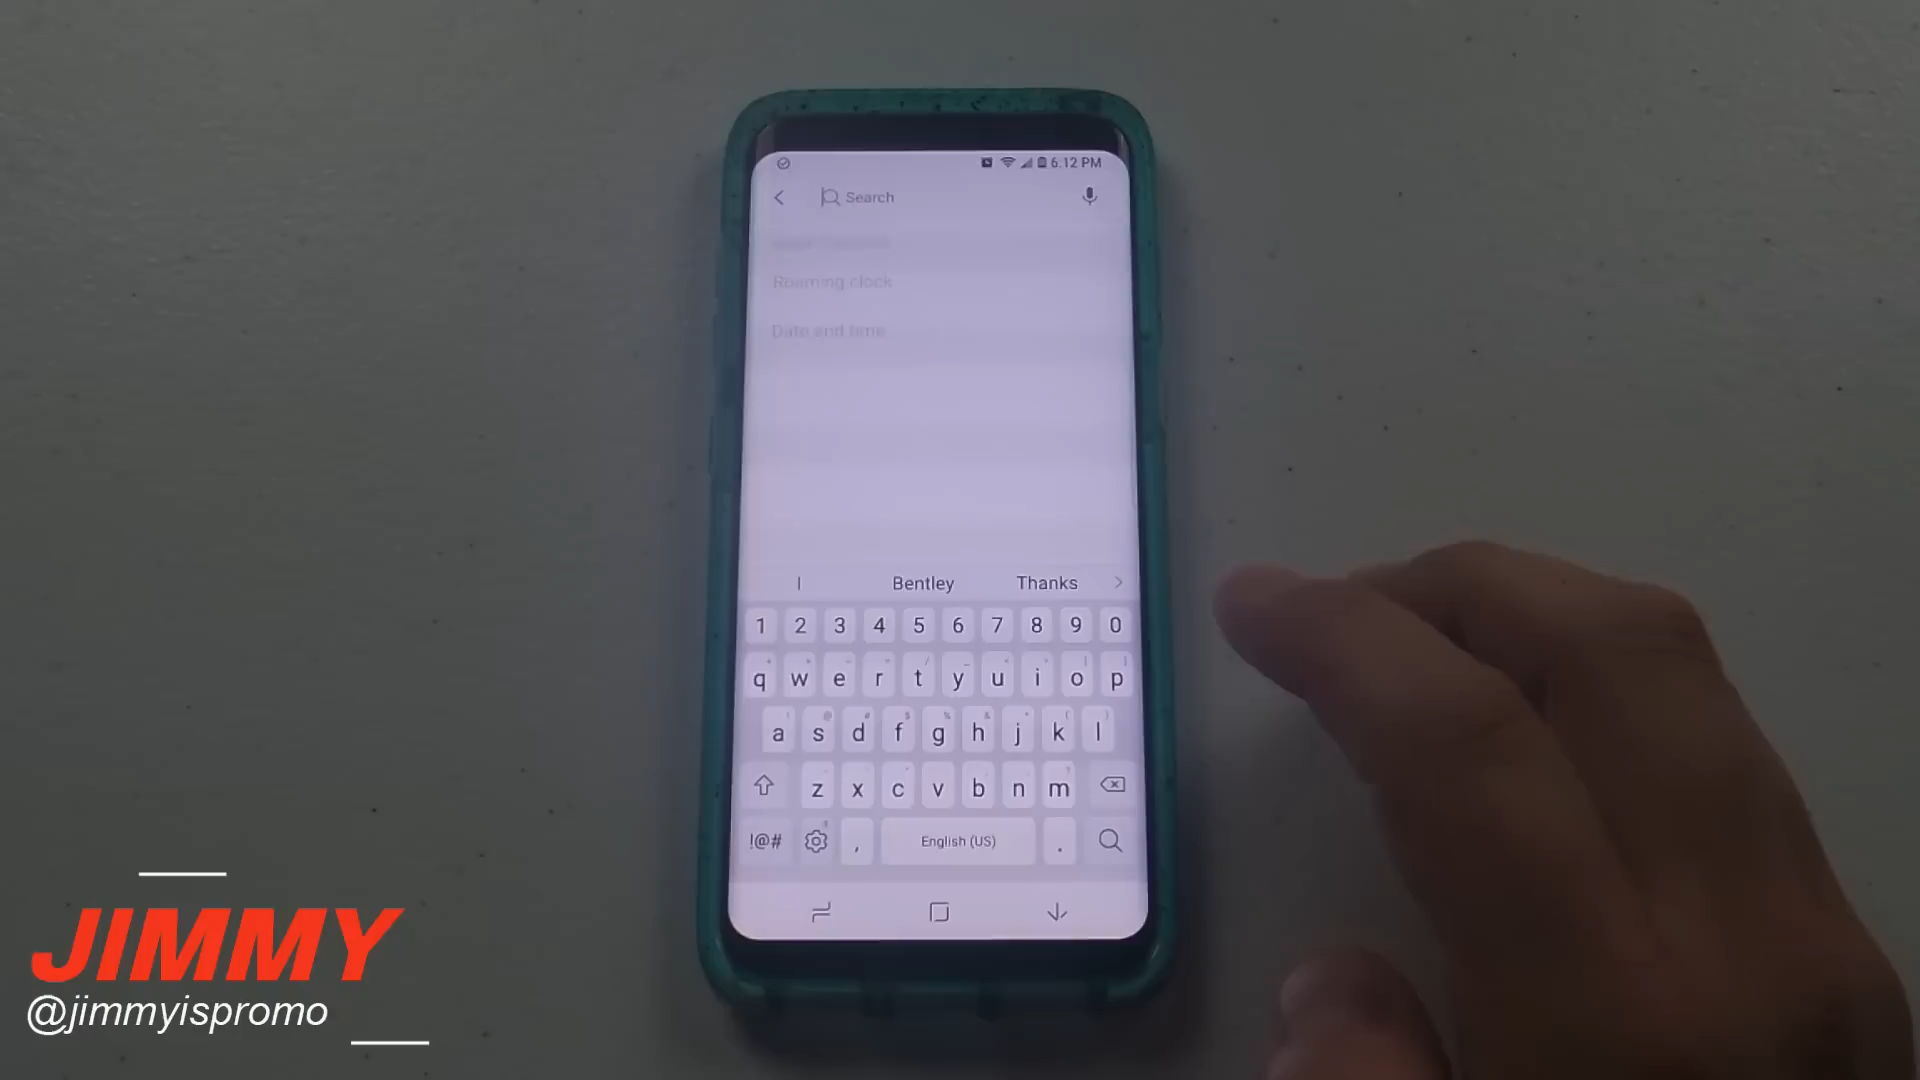 6:12 PM
Search
Roaming clock
Date and time
I Bentley Thanks
1 2 3 4 5 6 7 8 9 0
q w e r t y u i o p
a s d f g h j k l
z x c v b n m
!@# , English (US) .
JIMMY
@jimmyispromo